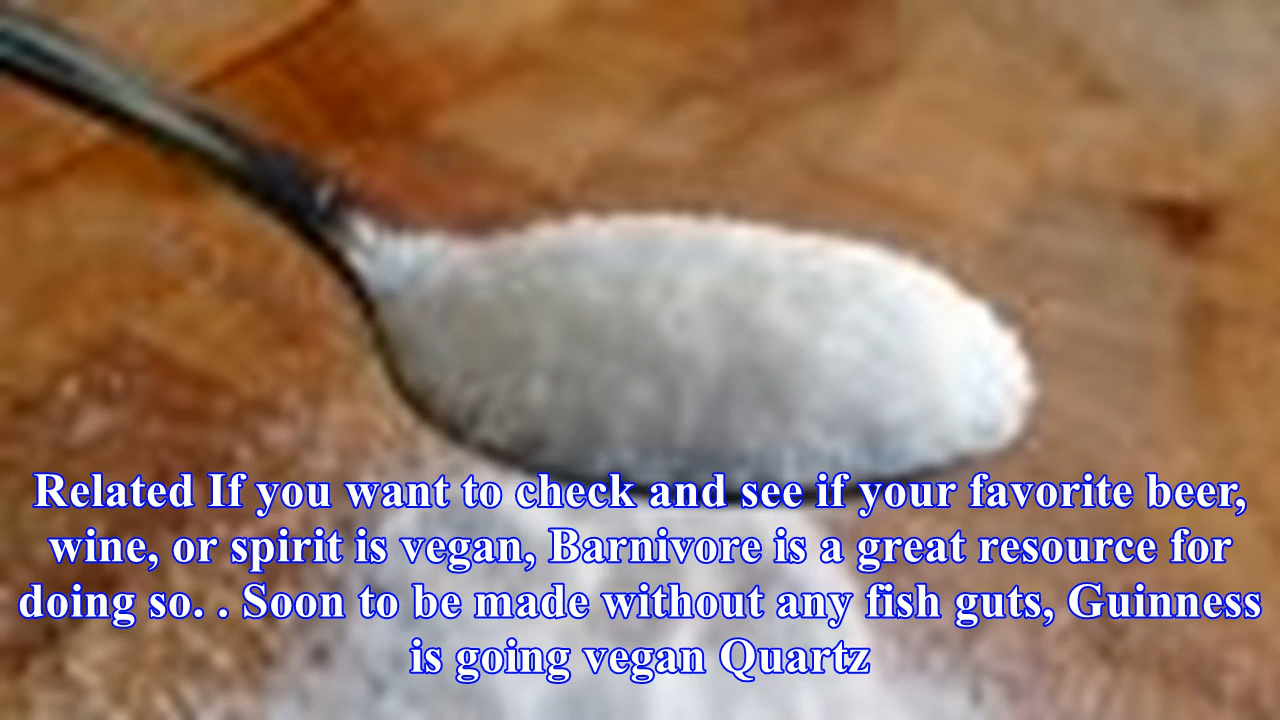 Related If you want to check and see if your favorite beer,
wine, or spirit is vegan, Barnivore is a great resource for
doing so. . Soon to be made without any fish guts, Guinness
is going vegan Quartz